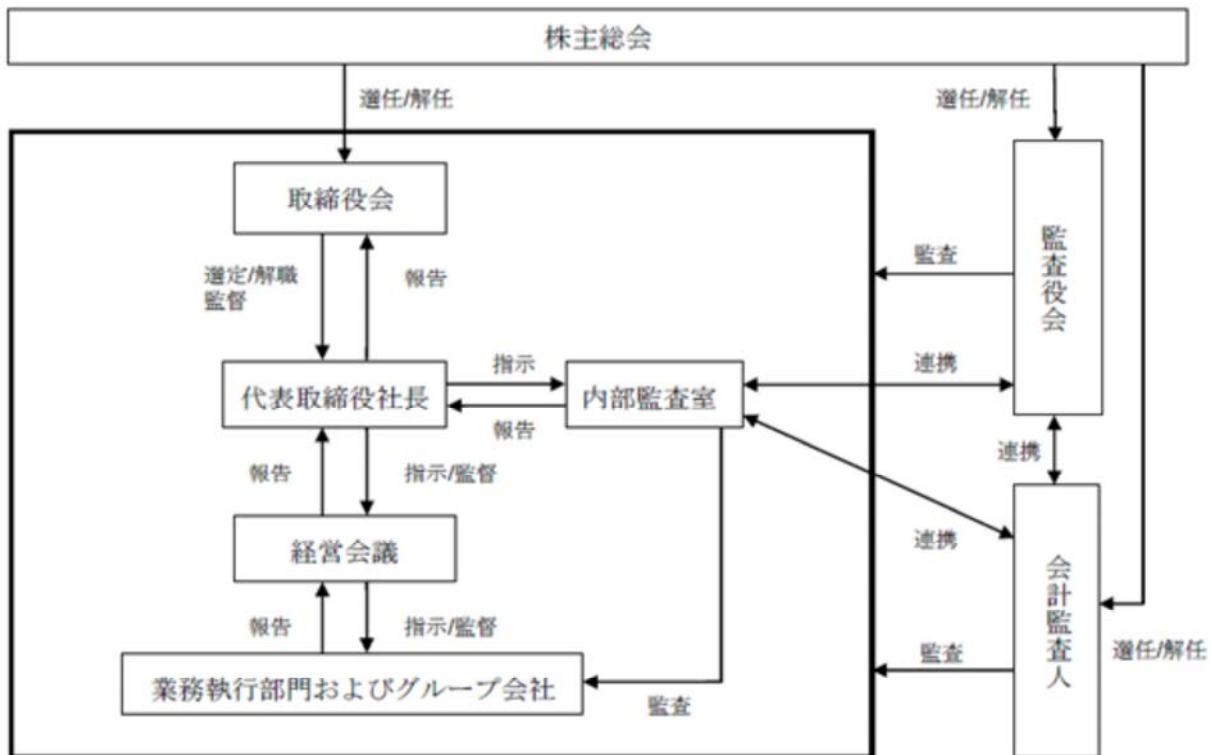 株主総会
選任/解任
選任/解任
取締役会
監査役会
選定/解職
監督
報告
監査
代表取締役社長
指示
報告
内部監査室
連携
報告
指示/監督
連携
経営会議
連携
会計監査人
報告
指示/監督
監査
選任/解任
業務執行部門およびグループ会社
監査